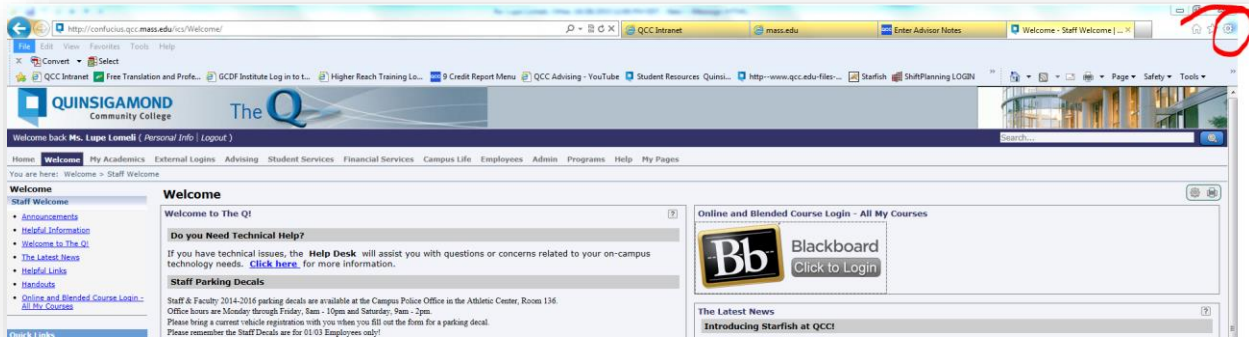 http://confucius.qcc.mass.edu/ics/Welcome/
QCC Intranet
mass.edu
Enter Advisor Notes
Welcome - Staff Welcome | ...
File Edit View Favorites Tools Help
Convert Select
QCC Intranet Free Translation and Profe... GCDF Institute Log in to t... Higher Reach Training Lo... 9 Credit Report Menu QCC Advising - YouTube Student Resources Quinsi... http--www.qcc.edu-files-... Starfish ShiftPlanning LOGIN
Page Safety Tools
QUINSIGAMOND
Community College
The Q
Welcome back Ms. Lupe Lomeli ( Personal Info | Logout )
Search...
Home Welcome My Academics External Logins Advising Student Services Financial Services Campus Life Employees Admin Programs Help My Pages
You are here: Welcome > Staff Welcome
Welcome
Staff Welcome
Announcements
Helpful Information
Welcome to The Q!
The Latest News
Helpful Links
Handouts
Online and Blended Course Login -
All My Courses
Quick Links
Welcome
Welcome to The Q!
Do you Need Technical Help?
If you have technical issues, the Help Desk will assist you with questions or concerns related to your on-campus
technology needs. Click here for more information.
Staff Parking Decals
Staff & Faculty 2014-2016 parking decals are available at the Campus Police Office in the Athletic Center, Room 136.
Office hours are Monday through Friday, 8am - 10pm and Saturday, 9am - 2pm.
Please bring a current vehicle registration with you when you fill out the form for a parking decal.
Please remember the Staff Decals are for 01/03 Employees only!
Online and Blended Course Login - All My Courses
Bb
Blackboard
Click to Login
The Latest News
Introducing Starfish at QCC!